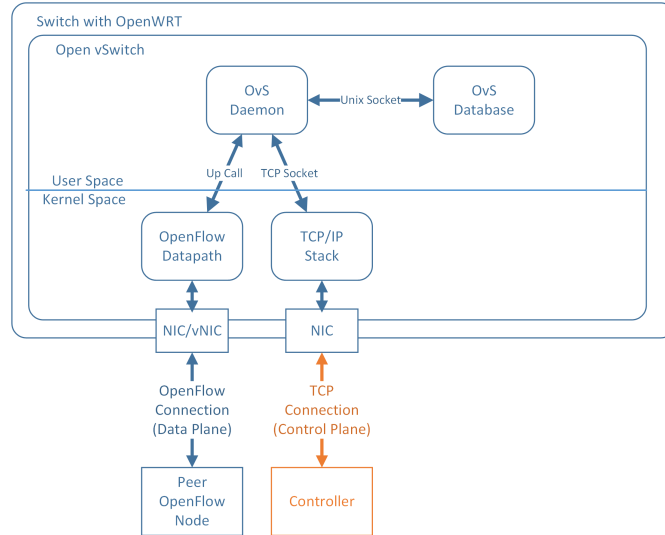 Switch with OpenWRT
Open vSwitch
OvS
Daemon
Unix Socket
OvS
Database
Up Call
TCP Socket
User Space
Kernel Space
OpenFlow
Datapath
TCP/IP
Stack
NIC/vNIC
NIC
OpenFlow
Connection
(Data Plane)
TCP
Connection
(Control Plane)
Peer
OpenFlow
Node
Controller